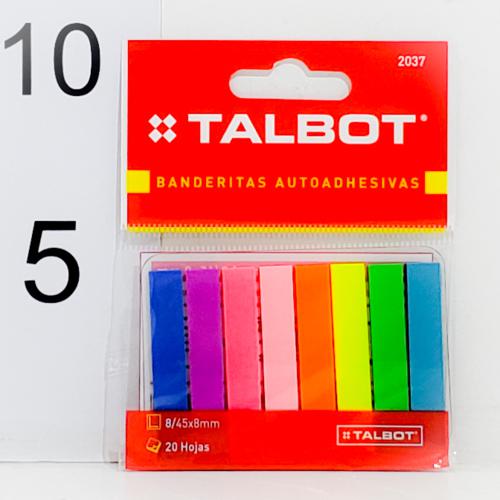 10
5
2037
TALBOT®
BANDERITAS AUTOADHESIVAS
8/45x8mm
20 Hojas
TALBOT®